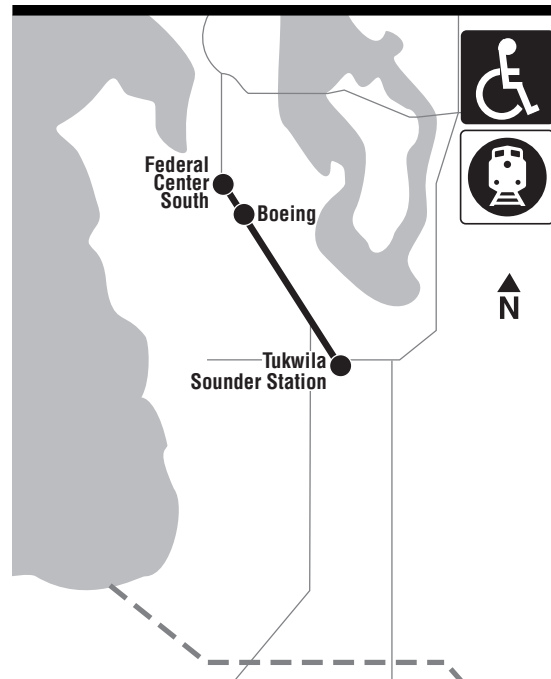 Federal
Center
South
Boeing
N
Tukwila
Sounder Station